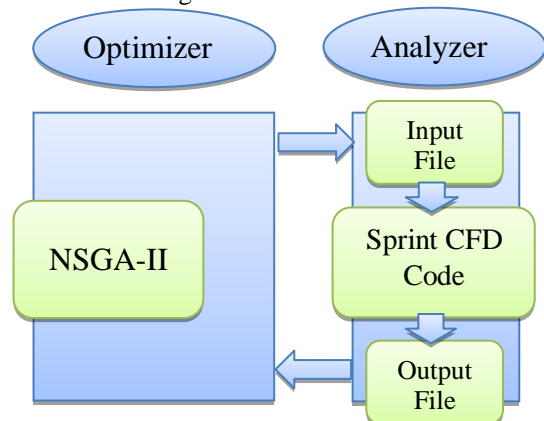 Optimizer
Analyzer
Input
File
NSGA-II
Sprint CFD
Code
Output
File